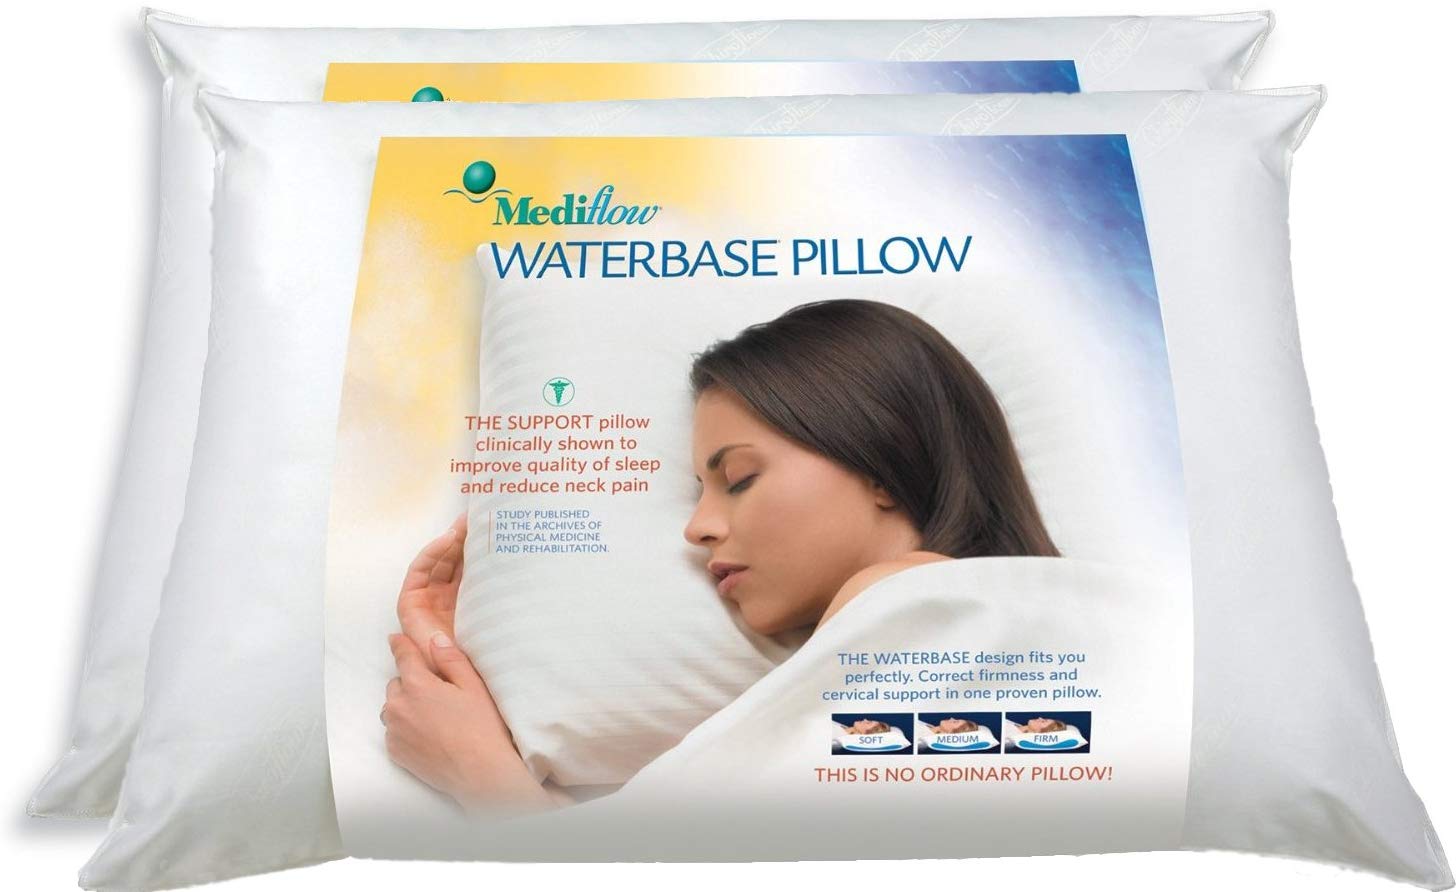 Mediflow
WATERBASE PILLOW
THE SUPPORT pillow
clinically shown to
improve quality of sleep
and reduce neck pain
STUDY PUBLISHED
IN THE ARCHIVES OF
PHYSICAL MEDICINE
AND REHABILITATION.
THE WATERBASE design fits you
perfectly. Correct firmness and
cervical support in one proven pillow.
SOFT MEDIUM FIRM
THIS IS NO ORDINARY PILLOW!